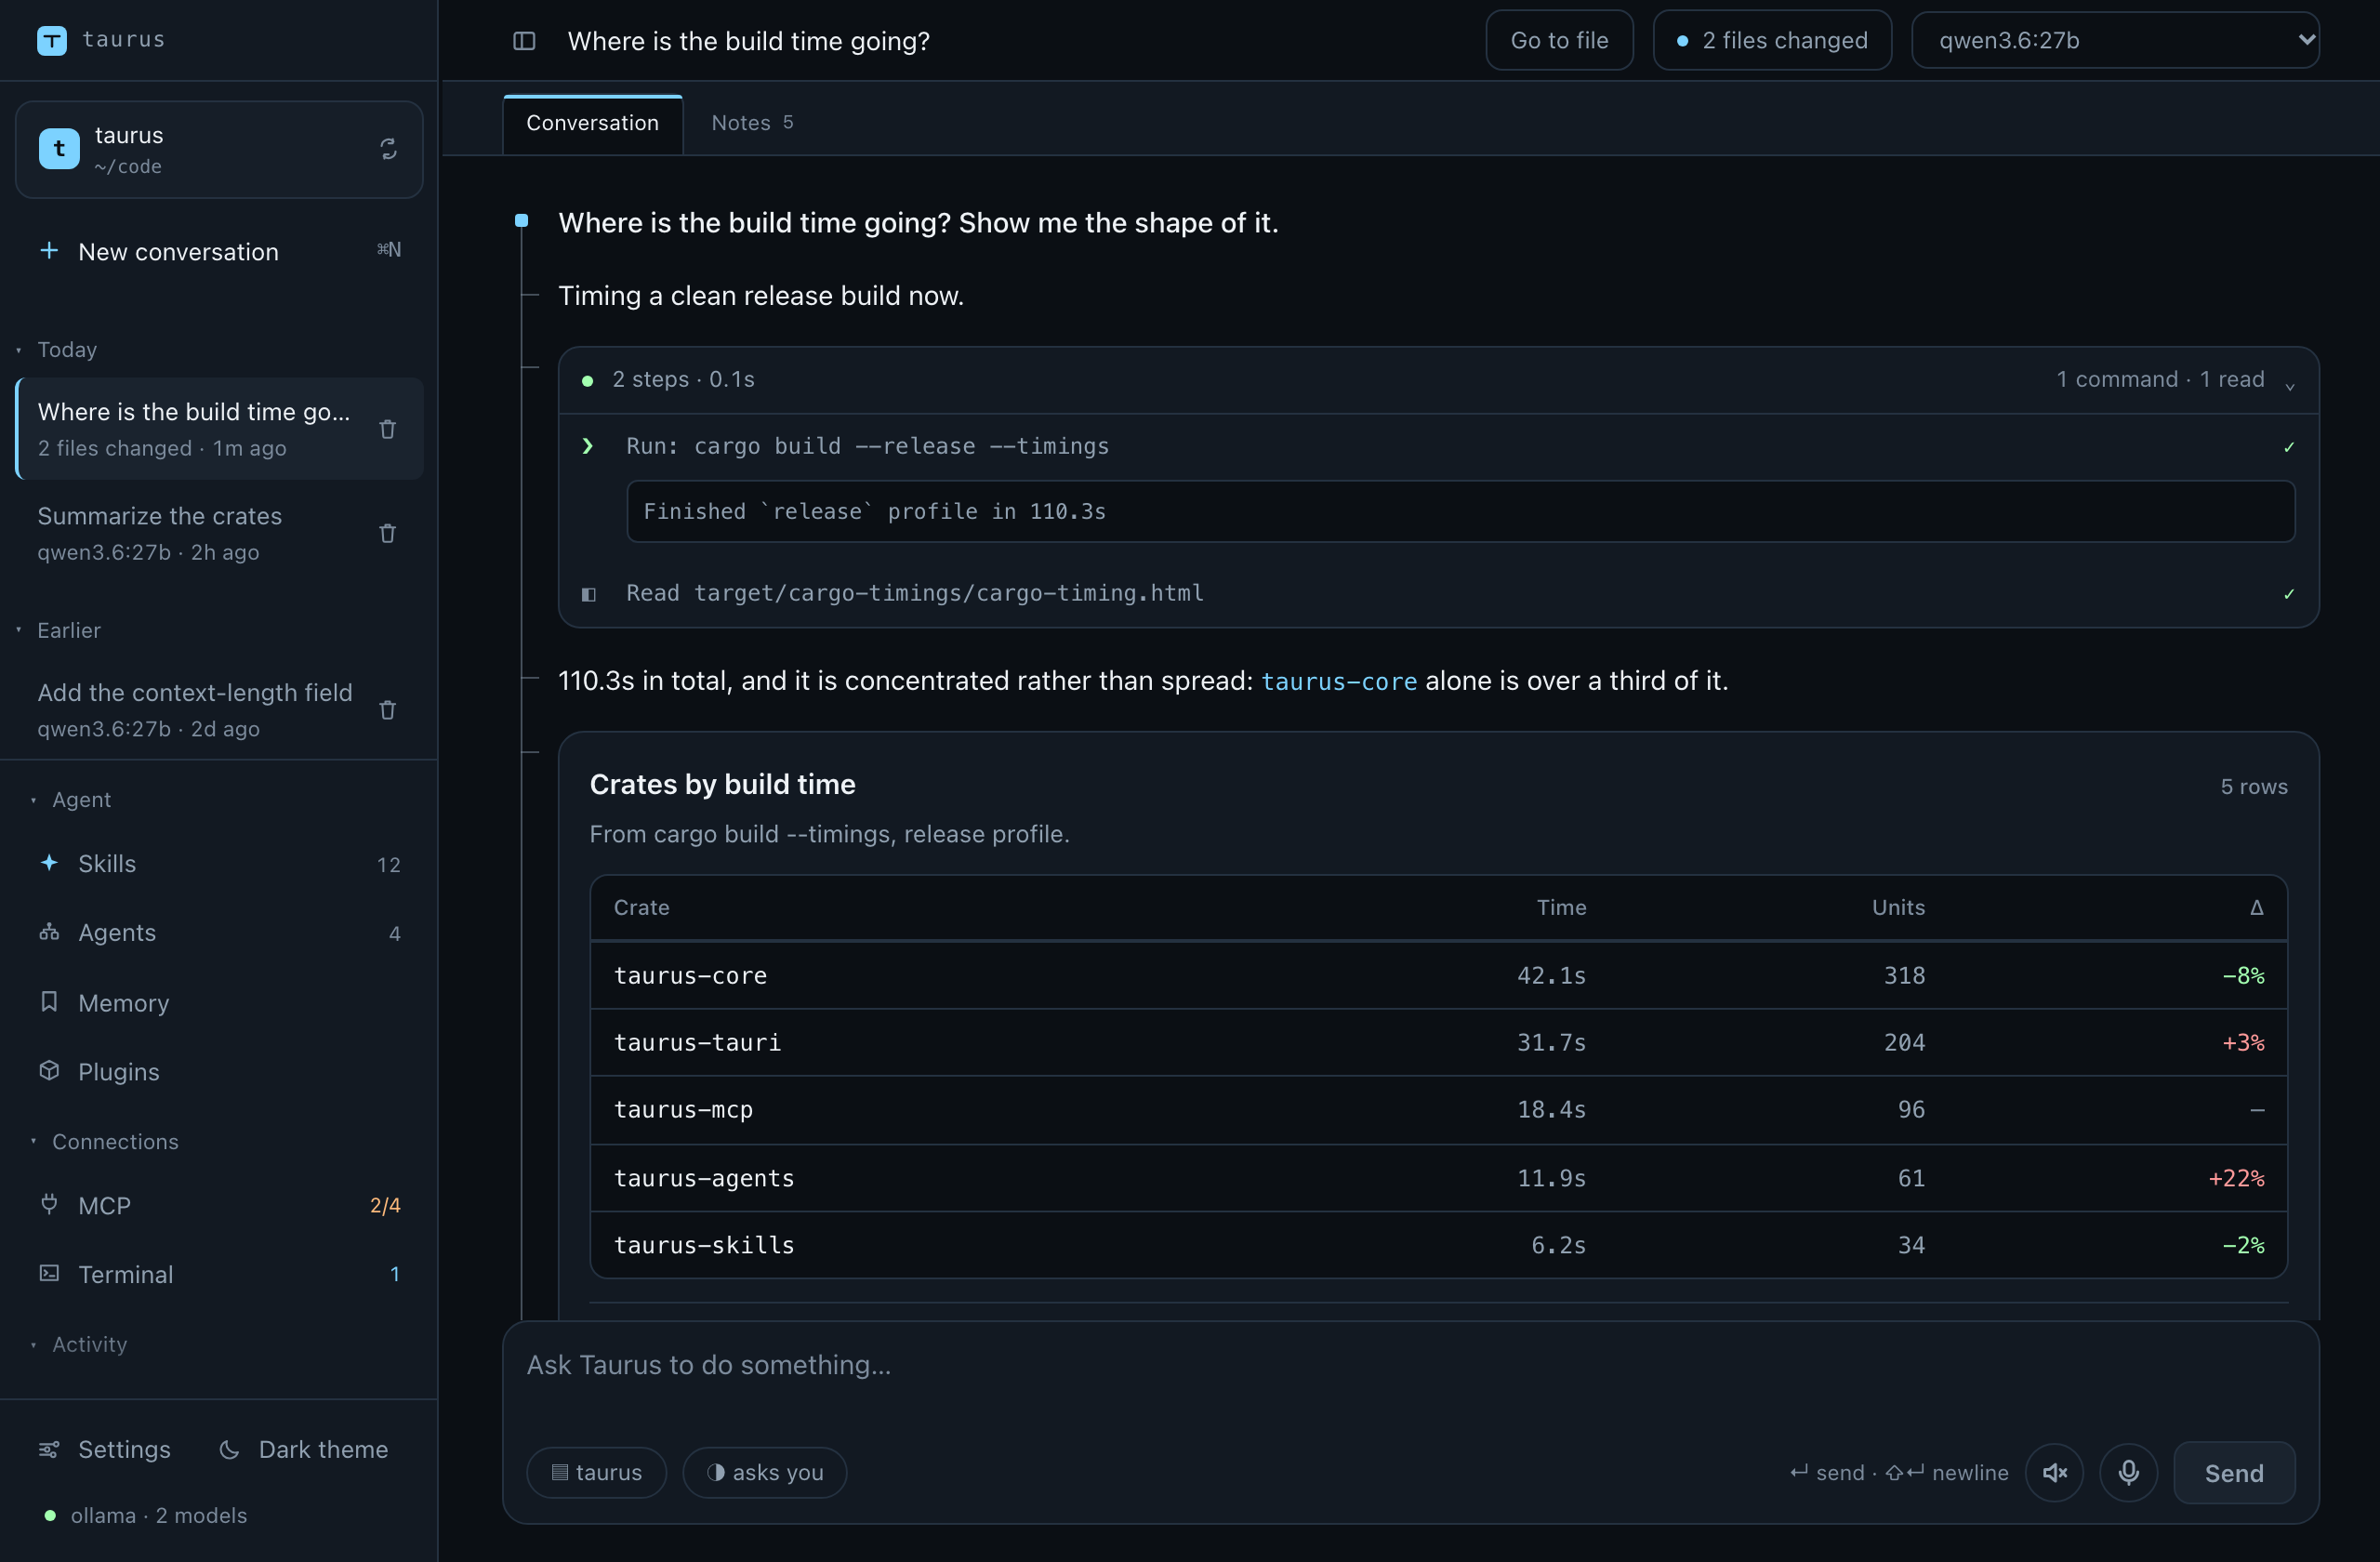 taurus
t taurus
~/code
New conversation ⌘N
Today
Where is the build time go...
2 files changed · 1m ago
Summarize the crates
qwen3.6:27b · 2h ago
Earlier
Add the context-length field
qwen3.6:27b · 2d ago
Agent
Skills 12
Agents 4
Memory
Plugins
Connections
MCP 2/4
Terminal 1
Activity
Settings Dark theme
ollama · 2 models
Where is the build time going? Go to file 2 files changed qwen3.6:27b
Conversation Notes 5
Where is the build time going? Show me the shape of it.
Timing a clean release build now.
2 steps · 0.1s 1 command · 1 read
❯ Run: cargo build --release --timings ✓
Finished `release` profile in 110.3s
Read target/cargo-timings/cargo-timing.html ✓
110.3s in total, and it is concentrated rather than spread: taurus-core alone is over a third of it.
Crates by build time 5 rows
From cargo build --timings, release profile.
Crate Time Units Δ
taurus-core 42.1s 318 −8%
taurus-tauri 31.7s 204 +3%
taurus-mcp 18.4s 96 —
taurus-agents 11.9s 61 +22%
taurus-skills 6.2s 34 −2%
Ask Taurus to do something...
taurus asks you ↵ send · ⇧↵ newline Send